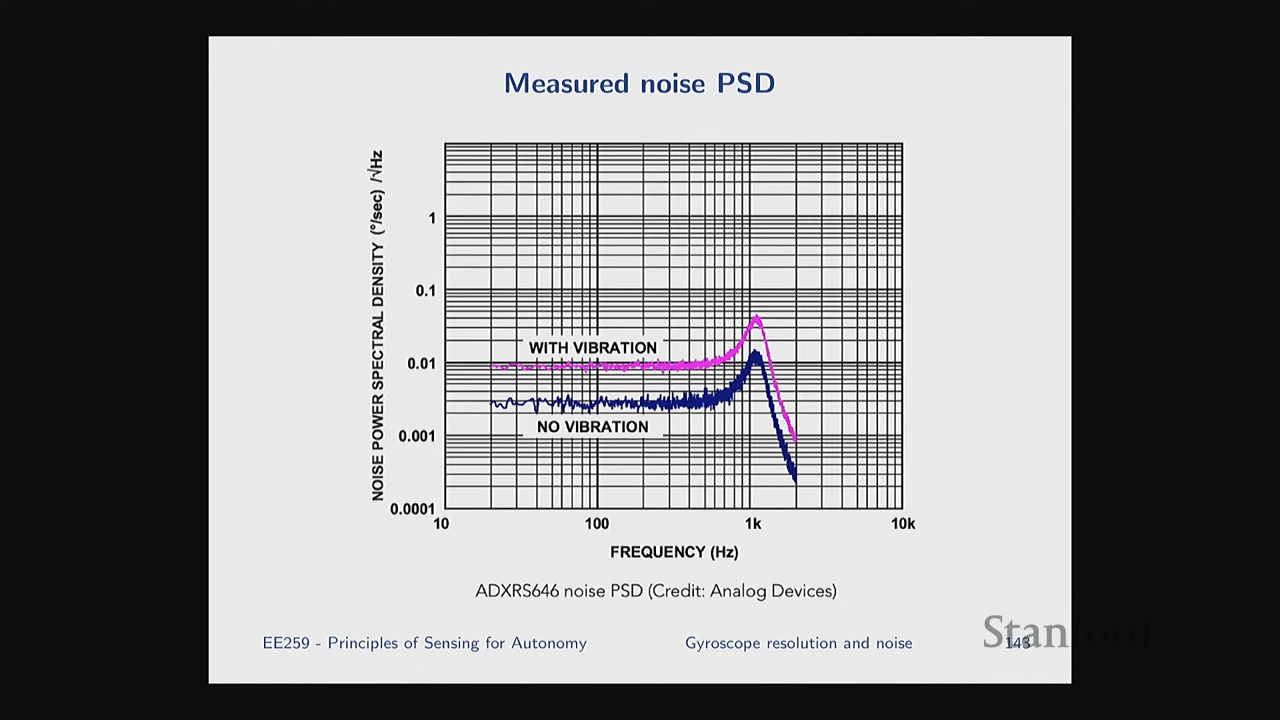 Measured noise PSD
NOISE POWER SPECTRAL DENSITY (°/sec) /√Hz
1
0.1
0.01
0.001
0.0001
WITH VIBRATION
NO VIBRATION
10
100
1k
10k
FREQUENCY (Hz)
ADXRS646 noise PSD (Credit: Analog Devices)
EE259 - Principles of Sensing for Autonomy
Gyroscope resolution and noise
143
Stanford